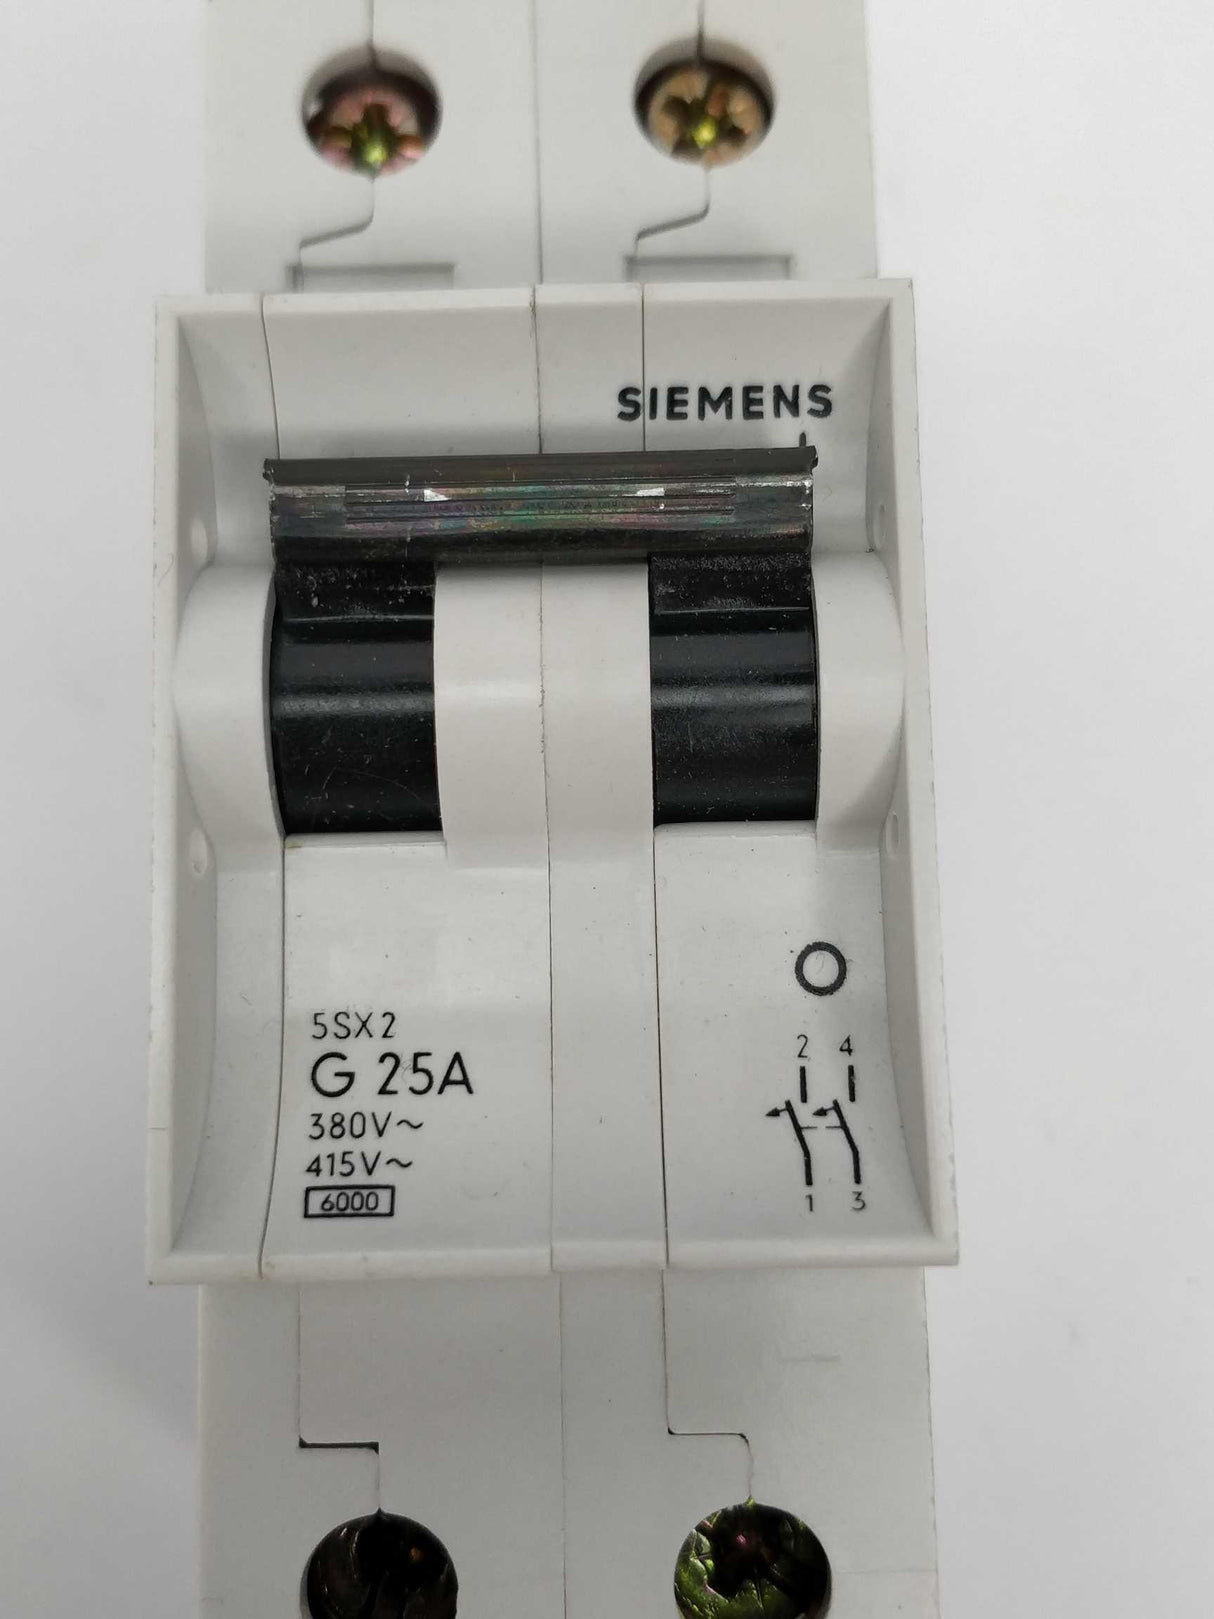 SIEMENS
I
O
5SX2
G 25A
380V~
415V~
6000
2 4
1 3